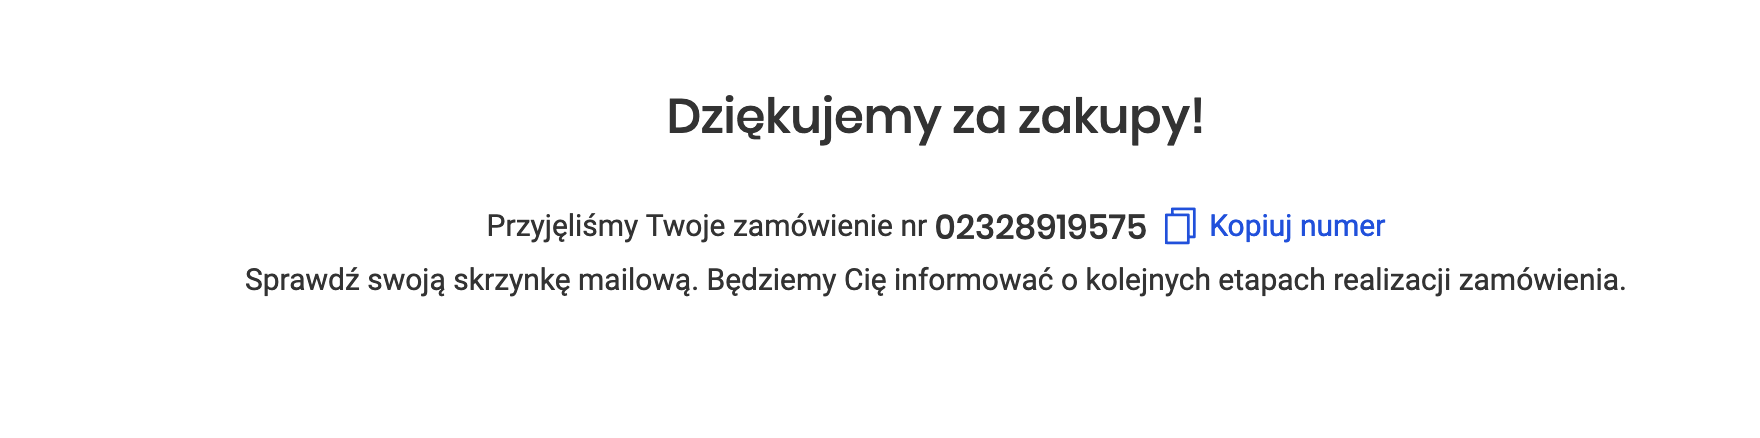 Dziękujemy za zakupy!
Przyjęliśmy Twoje zamówienie nr 02328919575 Kopiuj numer
Sprawdź swoją skrzynkę mailową. Będziemy Cię informować o kolejnych etapach realizacji zamówienia.